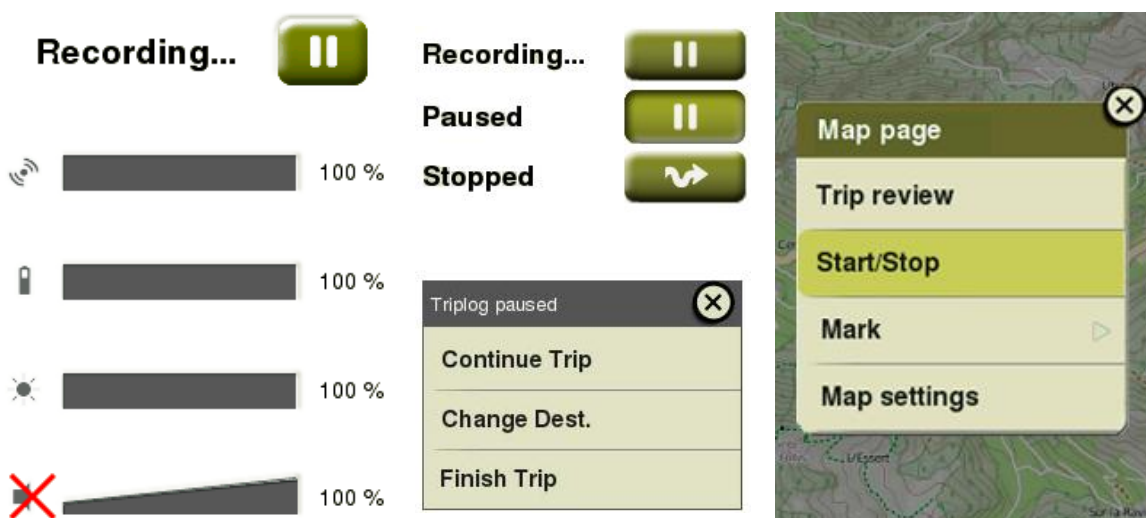 Recording...
100 %
100 %
100 %
100 %
Recording...
Paused
Stopped
Triplog paused
Continue Trip
Change Dest.
Finish Trip
Map page
Trip review
Start/Stop
Mark
Map settings
L'Essert